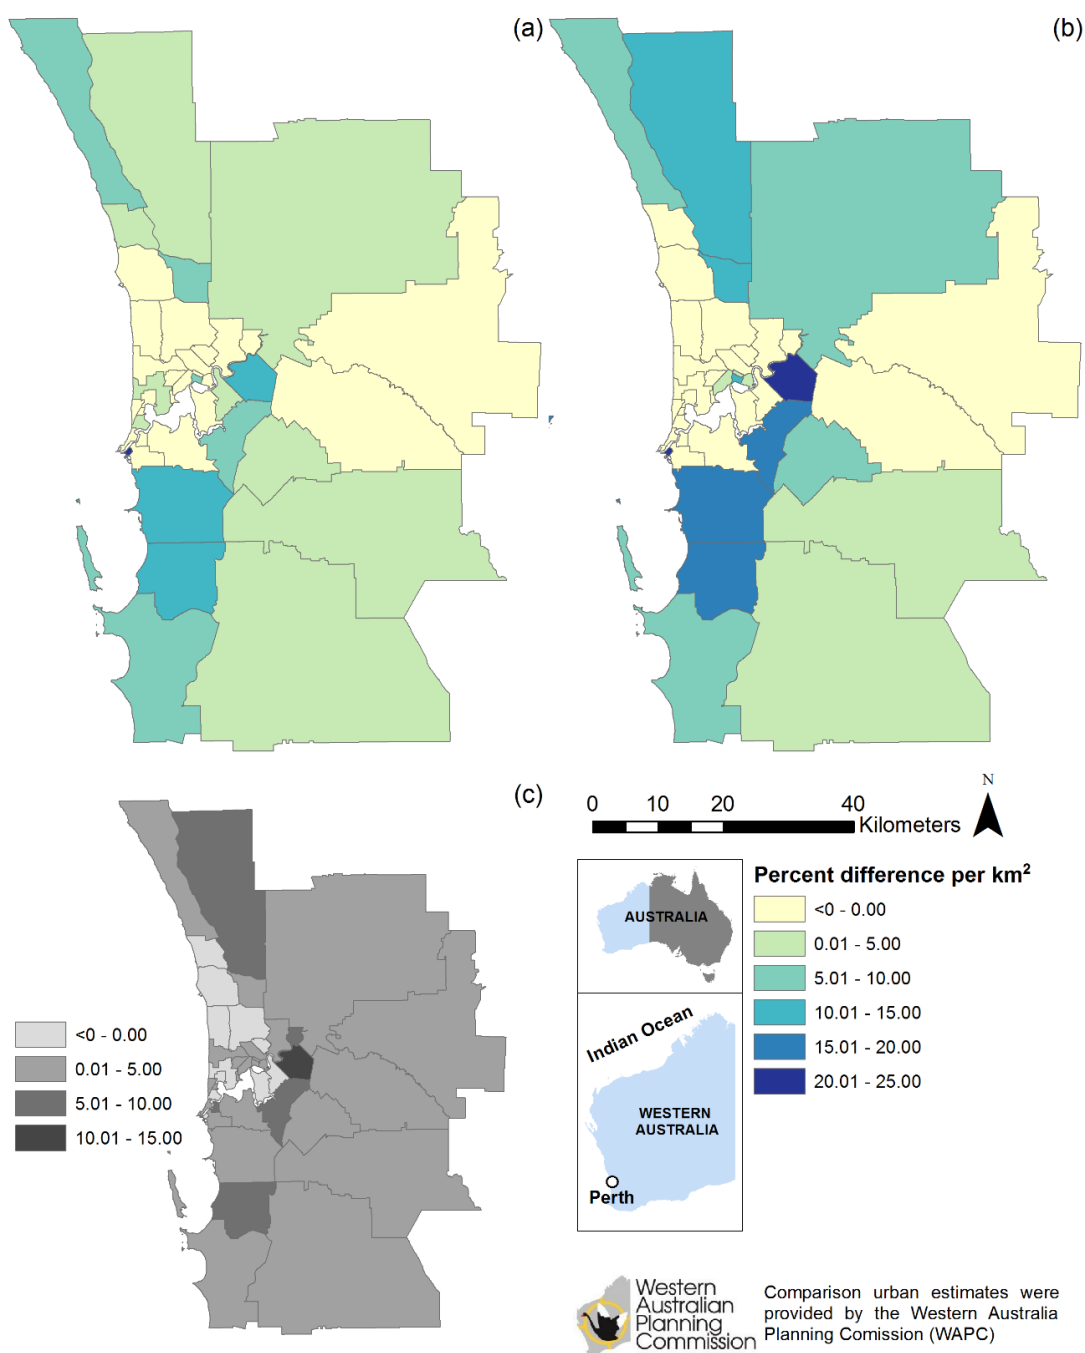 (a)
(b)
(c)
N
0 10 20 40
Kilometers
Percent difference per km²
<0 - 0.00
0.01 - 5.00
5.01 - 10.00
10.01 - 15.00
15.01 - 20.00
20.01 - 25.00
AUSTRALIA
Indian Ocean
WESTERN
AUSTRALIA
Perth
<0 - 0.00
0.01 - 5.00
5.01 - 10.00
10.01 - 15.00
Western
Australian
Planning
Commission
Comparison urban estimates were
provided by the Western Australia
Planning Comission (WAPC)